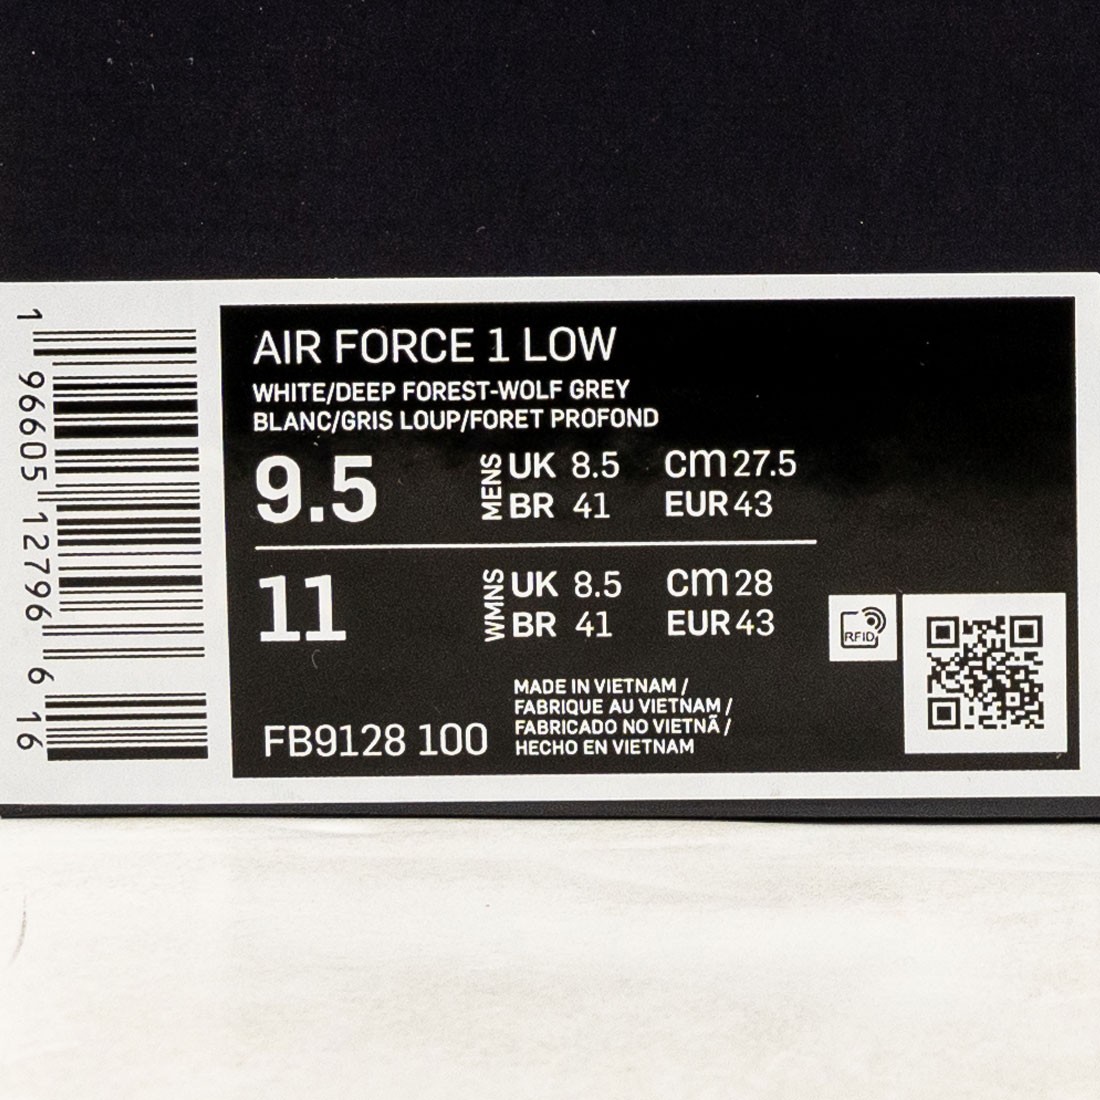 1 96605 12796 6 16
AIR FORCE 1 LOW
WHITE/DEEP FOREST-WOLF GREY
BLANC/GRIS LOUP/FORET PROFOND
9.5 MENS UK 8.5 cm 27.5
BR 41 EUR 43
11 WMNS UK 8.5 cm 28
BR 41 EUR 43
RFID
MADE IN VIETNAM /
FABRIQUE AU VIETNAM /
FABRICADO NO VIETNÃ /
HECHO EN VIETNAM
FB9128 100